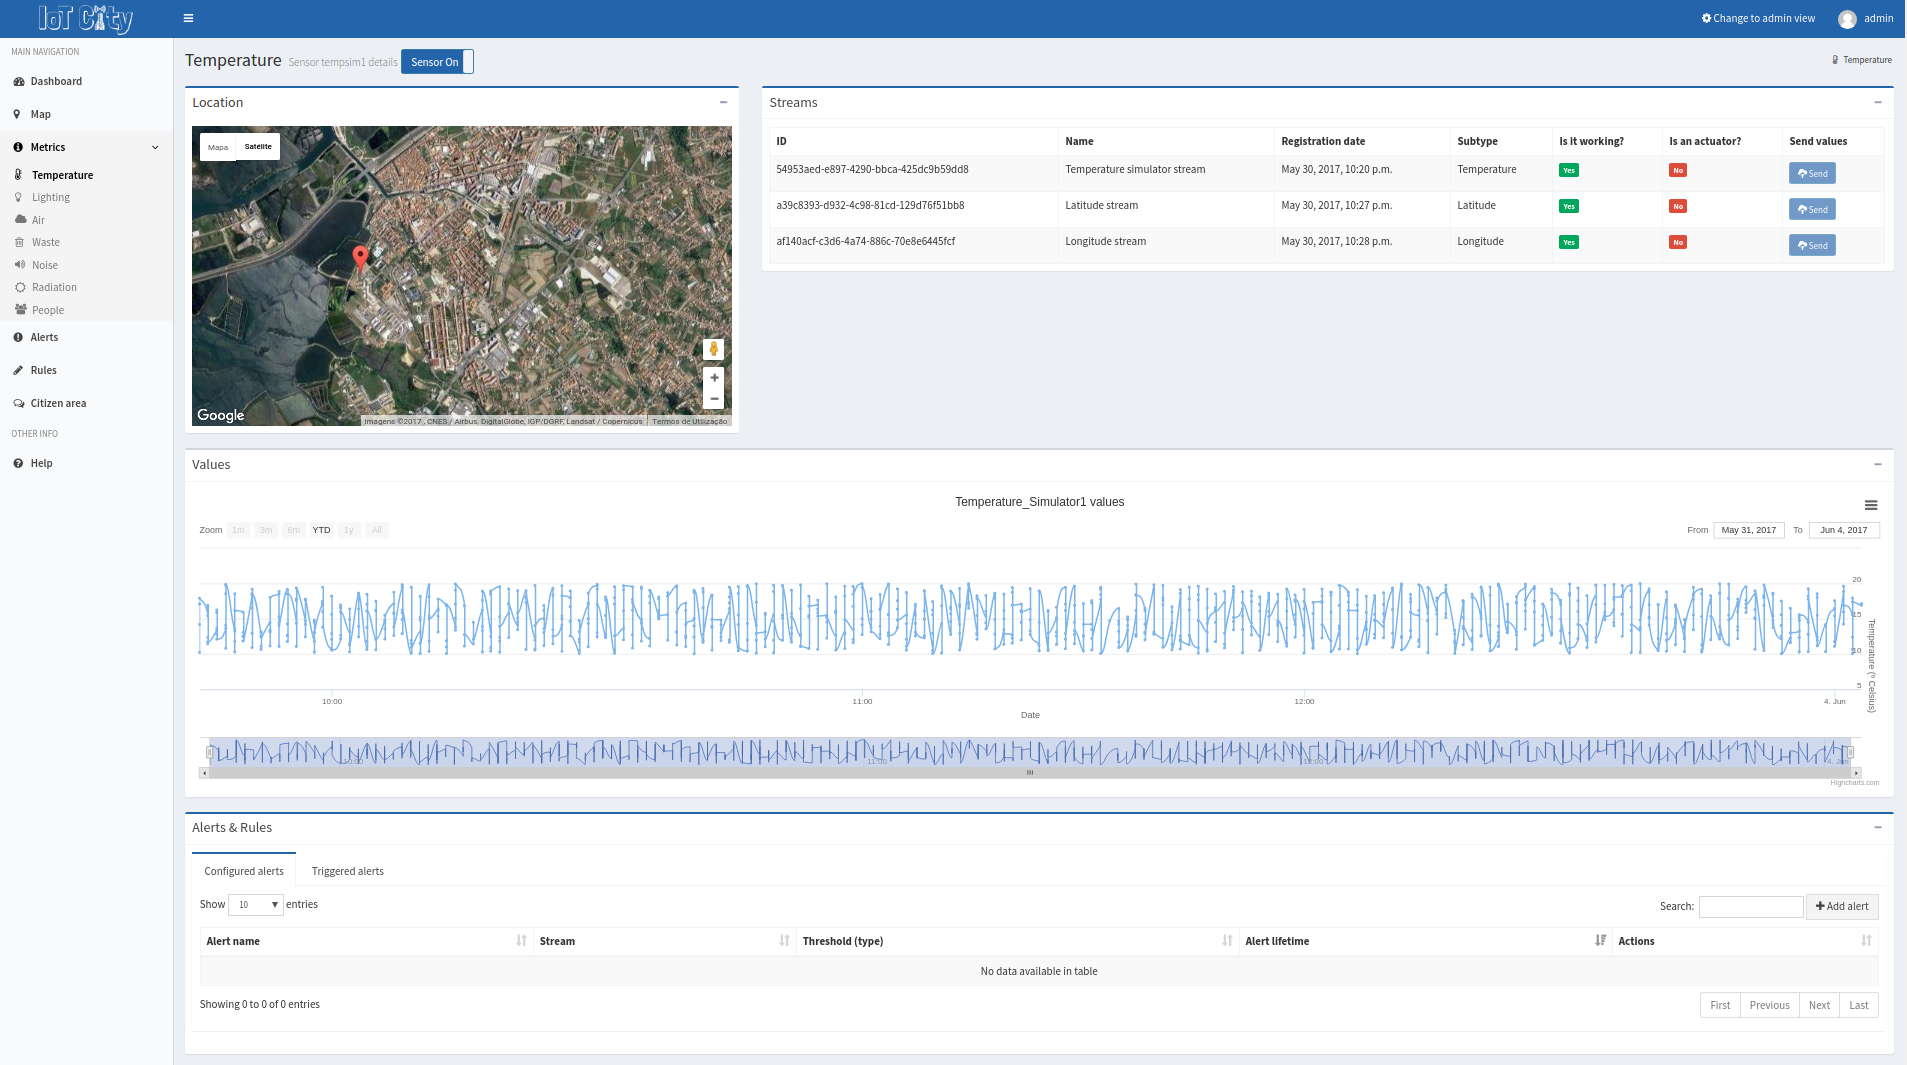 IoT City
Change to admin view
admin
MAIN NAVIGATION
Dashboard
Map
Metrics
Temperature
Lighting
Air
Waste
Noise
Radiation
People
Alerts
Rules
Citizen area
OTHER INFO
Help
Temperature Sensor tempsim1 details Sensor On
Temperature
Location
Mapa Satélite
Google
Imagens ©2017 , CNES / Airbus, DigitalGlobe, IGP/DGRF, Landsat / Copernicus Termos de Utilização
Streams
ID Name Registration date Subtype Is it working? Is an actuator? Send values
54953aed-e897-4290-bbca-425dc9b59dd8 Temperature simulator stream May 30, 2017, 10:20 p.m. Temperature Yes No Send
a39c8393-d932-4c98-81cd-129d76f51bb8 Latitude stream May 30, 2017, 10:27 p.m. Latitude Yes No Send
af140acf-c3d6-4a74-886c-70e8e6445fcf Longitude stream May 30, 2017, 10:28 p.m. Longitude Yes No Send
Values
Temperature_Simulator1 values
Zoom 1m 3m 6m YTD 1y All
From May 31, 2017 To Jun 4, 2017
20
15
10
5
Temperature (º Celsius)
10:00 11:00 12:00 4. Jun
Date
10:00 11:00 12:00 4. Jun
Highcharts.com
Alerts & Rules
Configured alerts Triggered alerts
Show 10 entries
Search: Add alert
Alert name Stream Threshold (type) Alert lifetime Actions
No data available in table
Showing 0 to 0 of 0 entries
First Previous Next Last